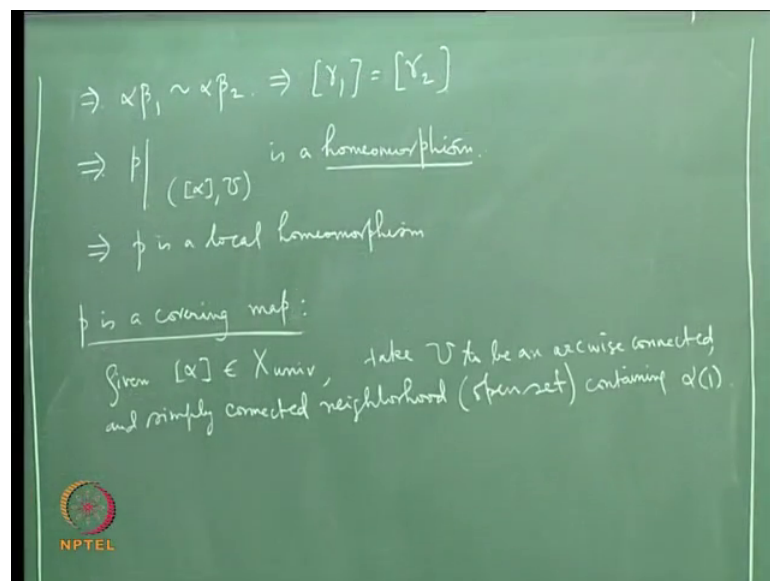 ⇒ αβ₁ ~ αβ₂. ⇒ [γ₁] = [γ₂]
⇒ p|([α], U) is a homeomorphism.
⇒ p is a local homeomorphism
p is a covering map:
Given [α] ∈ Xuniv, take U to be an arcwise connected,
and simply connected neighborhood (open set) containing α(1).
NPTEL